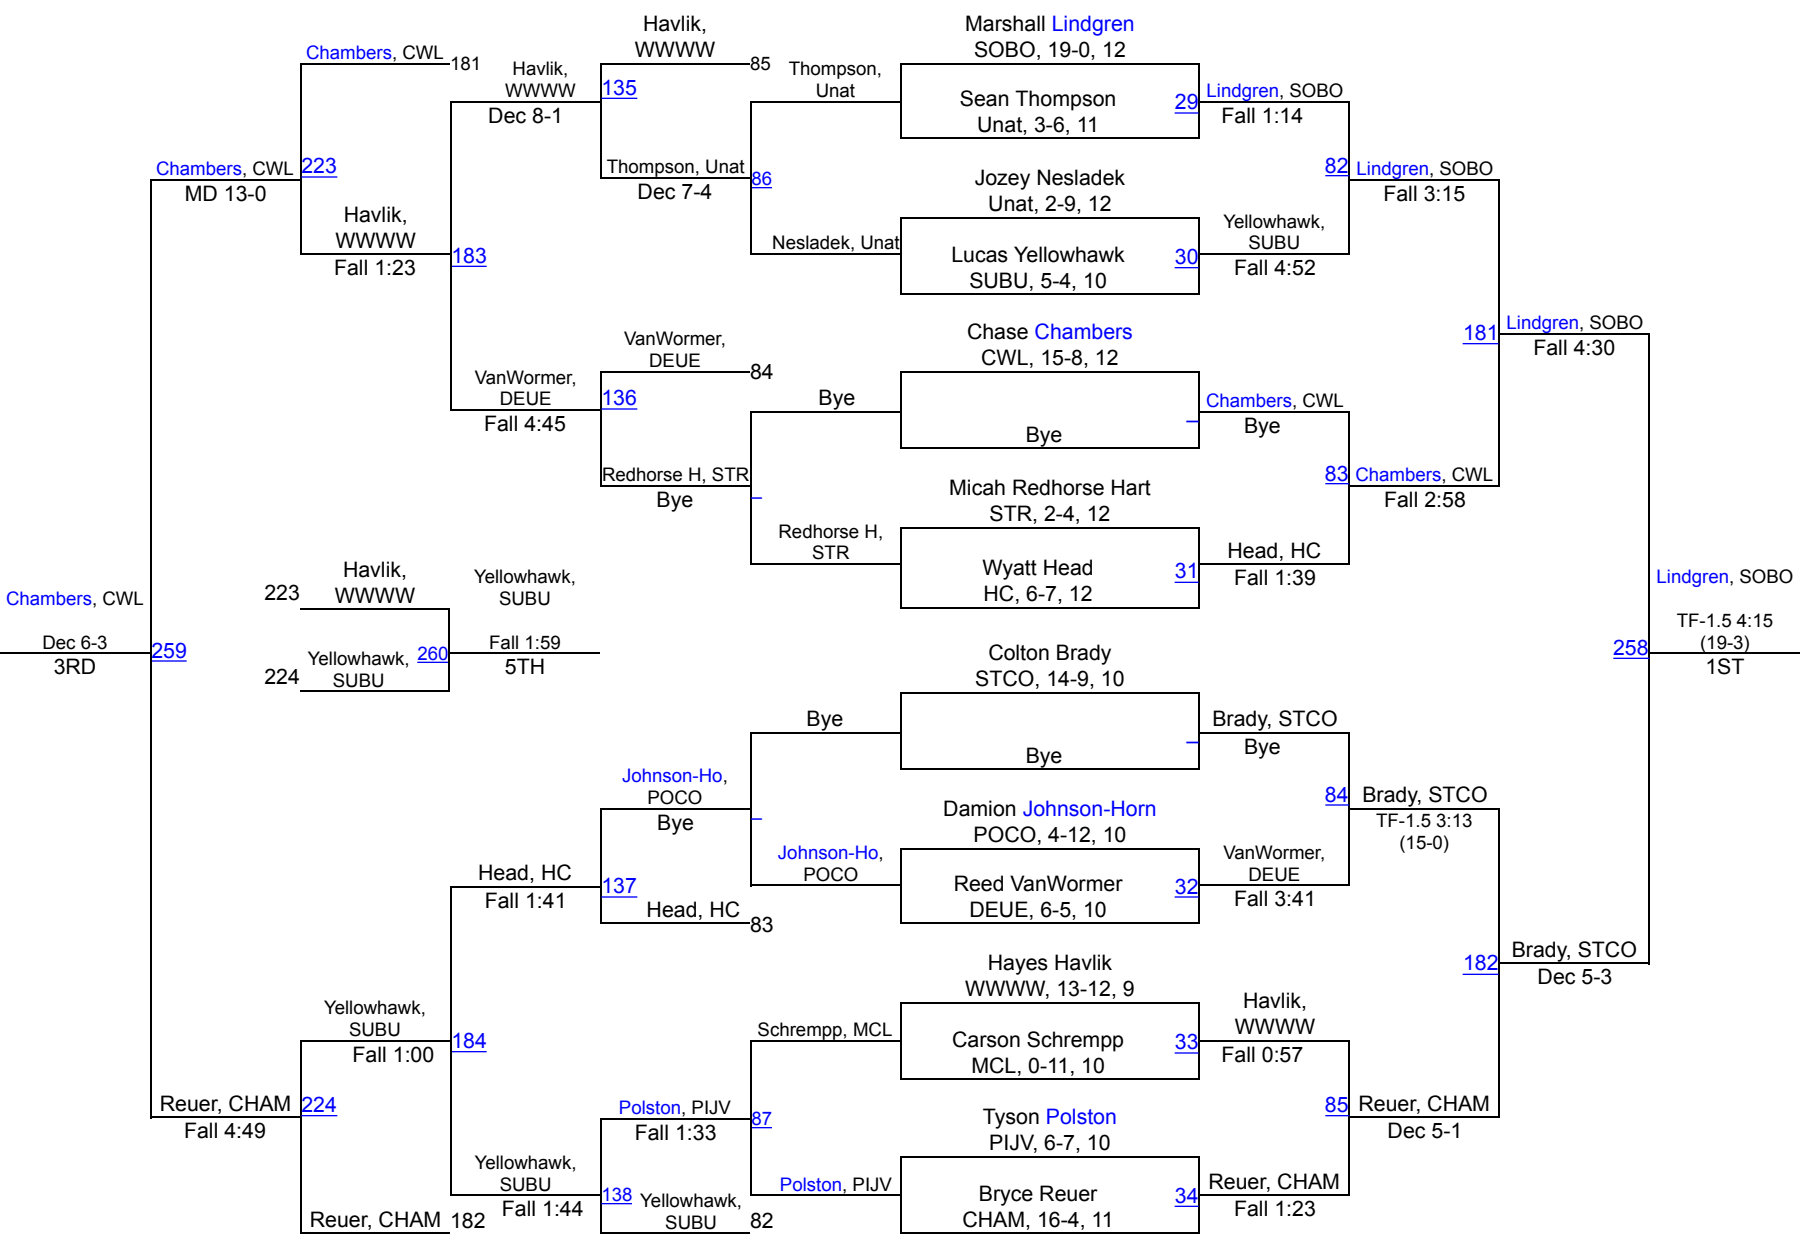 Chambers, CWL
181
Havlik,
WWWW
Dec 8-1
Havlik,
WWWW
85
135
Thompson,
Unat
Marshall Lindgren
SOBO, 19-0, 12
Sean Thompson
Unat, 3-6, 11
29
Lindgren, SOBO
Fall 1:14
Chambers, CWL
MD 13-0
223
Thompson, Unat
Dec 7-4
86
Jozey Nesladek
Unat, 2-9, 12
82
Lindgren, SOBO
Fall 3:15
Havlik,
WWWW
Fall 1:23
183
Nesladek, Unat
Lucas Yellowhawk
SUBU, 5-4, 10
30
Yellowhawk,
SUBU
Fall 4:52
VanWormer,
DEUE
84
Chase Chambers
CWL, 15-8, 12
181
Lindgren, SOBO
Fall 4:30
VanWormer,
DEUE
Fall 4:45
136
Bye
Bye
Chambers, CWL
Bye
Redhorse H, STR
Bye
Micah Redhorse Hart
STR, 2-4, 12
83
Chambers, CWL
Fall 2:58
Redhorse H,
STR
Wyatt Head
HC, 6-7, 12
31
Head, HC
Fall 1:39
Chambers, CWL
Dec 6-3
3RD
259
223
Havlik,
WWWW
224
Yellowhawk,
SUBU
260
Yellowhawk,
SUBU
Fall 1:59
5TH
258
Lindgren, SOBO
TF-1.5 4:15
(19-3)
1ST
Colton Brady
STCO, 14-9, 10
Bye
Bye
Brady, STCO
Bye
Johnson-Ho,
POCO
Bye
Damion Johnson-Horn
POCO, 4-12, 10
84
Brady, STCO
TF-1.5 3:13
(15-0)
Johnson-Ho,
POCO
Reed VanWormer
DEUE, 6-5, 10
32
VanWormer,
DEUE
Fall 3:41
Head, HC
Fall 1:41
137
Head, HC
83
Hayes Havlik
WWWW, 13-12, 9
182
Brady, STCO
Dec 5-3
Yellowhawk,
SUBU
Fall 1:00
184
Schrempp, MCL
Carson Schrempp
MCL, 0-11, 10
33
Havlik,
WWWW
Fall 0:57
Reuer, CHAM
Fall 4:49
224
Polston, PIJV
Fall 1:33
87
Tyson Polston
PIJV, 6-7, 10
85
Reuer, CHAM
Dec 5-1
Yellowhawk,
SUBU
Fall 1:44
138
Yellowhawk,
SUBU
82
Polston, PIJV
Bryce Reuer
CHAM, 16-4, 11
34
Reuer, CHAM
Fall 1:23
Reuer, CHAM
182